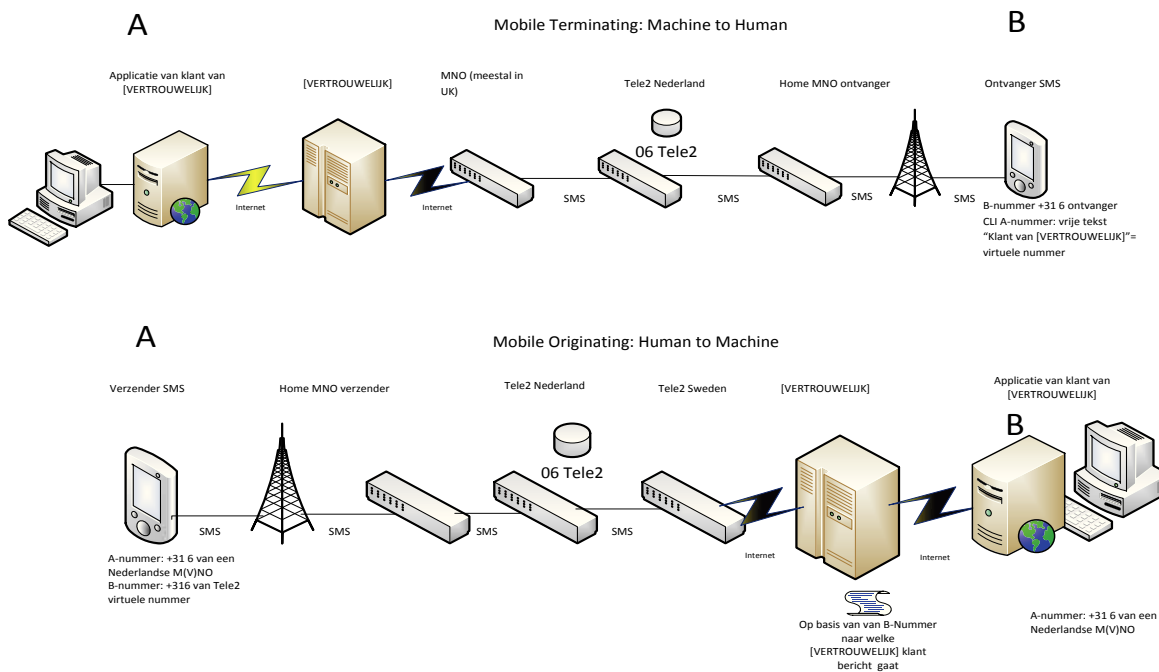 A
Mobile Terminating: Machine to Human
B
Applicatie van klant van
[VERTROUWELIJK]
[VERTROUWELIJK]
MNO (meestal in
UK)
Tele2 Nederland
Home MNO ontvanger
Ontvanger SMS
06 Tele2
Internet
Internet
SMS
SMS
SMS
SMS
B-nummer +31 6 ontvanger
CLI A-nummer: vrije tekst
“Klant van [VERTROUWELIJK]”=
virtuele nummer
A
Mobile Originating: Human to Machine
Verzender SMS
Home MNO verzender
Tele2 Nederland
Tele2 Sweden
[VERTROUWELIJK]
Applicatie van klant van
[VERTROUWELIJK]
B
06 Tele2
SMS
SMS
SMS
SMS
Internet
Internet
A-nummer: +31 6 van een
Nederlandse M(V)NO
B-nummer: +316 van Tele2
virtuele nummer
Op basis van van B-Nummer
naar welke
[VERTROUWELIJK] klant
bericht gaat
A-nummer: +31 6 van een
Nederlandse M(V)NO